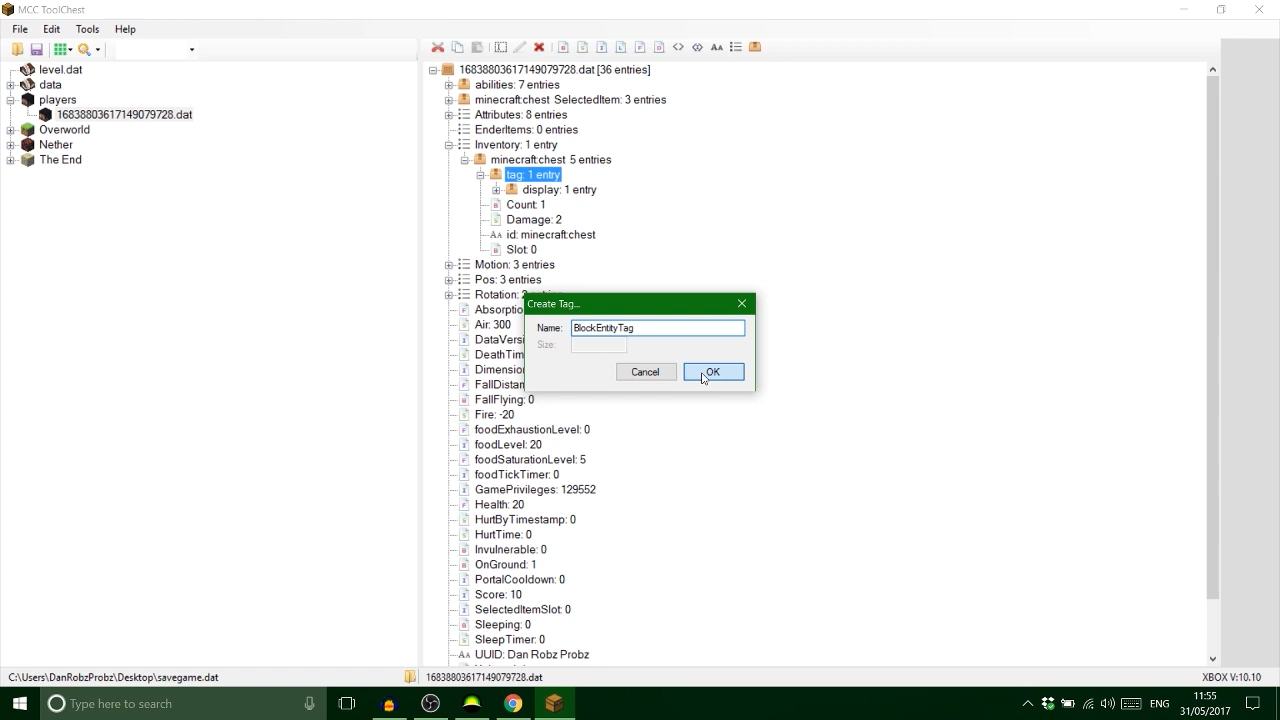 MCC ToolChest
File Edit Tools Help
level.dat
data
players
16838803617149079728.dat
Overworld
Nether
The End
16838803617149079728.dat [36 entries]
abilities: 7 entries
minecraft:chest SelectedItem: 3 entries
Attributes: 8 entries
EnderItems: 0 entries
Inventory: 1 entry
minecraft:chest 5 entries
tag: 1 entry
display: 1 entry
Count: 1
Damage: 2
id: minecraft:chest
Slot: 0
Motion: 3 entries
Pos: 3 entries
Rotation:
Absorptio
Air: 300
DataVersi
DeathTim
Dimensio
FallDistan
FallFlying: 0
Fire: -20
foodExhaustionLevel: 0
foodLevel: 20
foodSaturationLevel: 5
foodTickTimer: 0
GamePrivileges: 129552
Health: 20
HurtByTimestamp: 0
HurtTime: 0
Invulnerable: 0
OnGround: 1
PortalCooldown: 0
Score: 10
SelectedItemSlot: 0
Sleeping: 0
SleepTimer: 0
UUID: Dan Robz Probz
Create Tag...
Name: BlockEntityTag
Size:
Cancel OK
C:\Users\DanRobzProbz\Desktop\savegame.dat
16838803617149079728.dat
XBOX V:10.10
Type here to search
ENG
11:55
31/05/2017